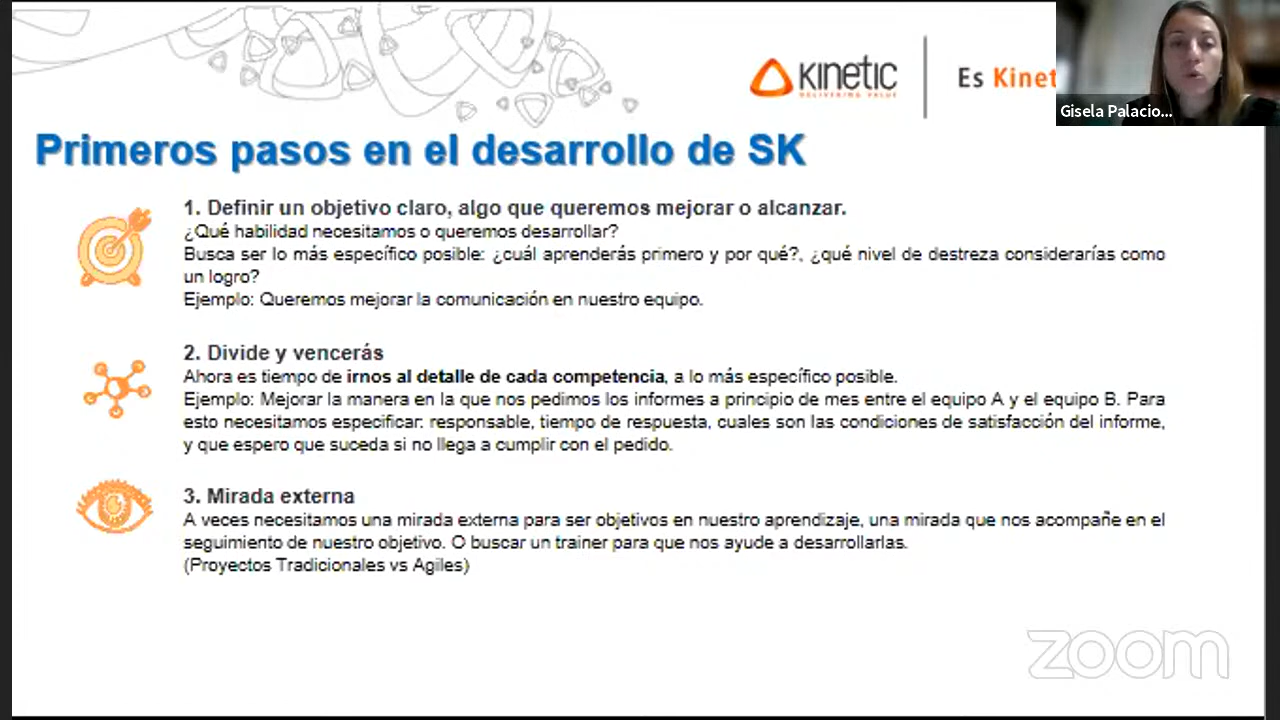 KINETIC
DELIVERING VALUE
Es Kinet
Gisela Palacio...
Primeros pasos en el desarrollo de SK
1. Definir un objetivo claro, algo que queremos mejorar o alcanzar.
¿Qué habilidad necesitamos o queremos desarrollar?
Busca ser lo más específico posible: ¿cuál aprenderás primero y por qué?, ¿qué nivel de destreza considerarías como
un logro?
Ejemplo: Queremos mejorar la comunicación en nuestro equipo.
2. Divide y vencerás
Ahora es tiempo de irnos al detalle de cada competencia, a lo más específico posible.
Ejemplo: Mejorar la manera en la que nos pedimos los informes a principio de mes entre el equipo A y el equipo B. Para
esto necesitamos especificar: responsable, tiempo de respuesta, cuales son las condiciones de satisfacción del informe,
y que espero que suceda si no llega a cumplir con el pedido.
3. Mirada externa
A veces necesitamos una mirada externa para ser objetivos en nuestro aprendizaje, una mirada que nos acompañe en el
seguimiento de nuestro objetivo. O buscar un trainer para que nos ayude a desarrollarlas.
(Proyectos Tradicionales vs Agiles)
zoom